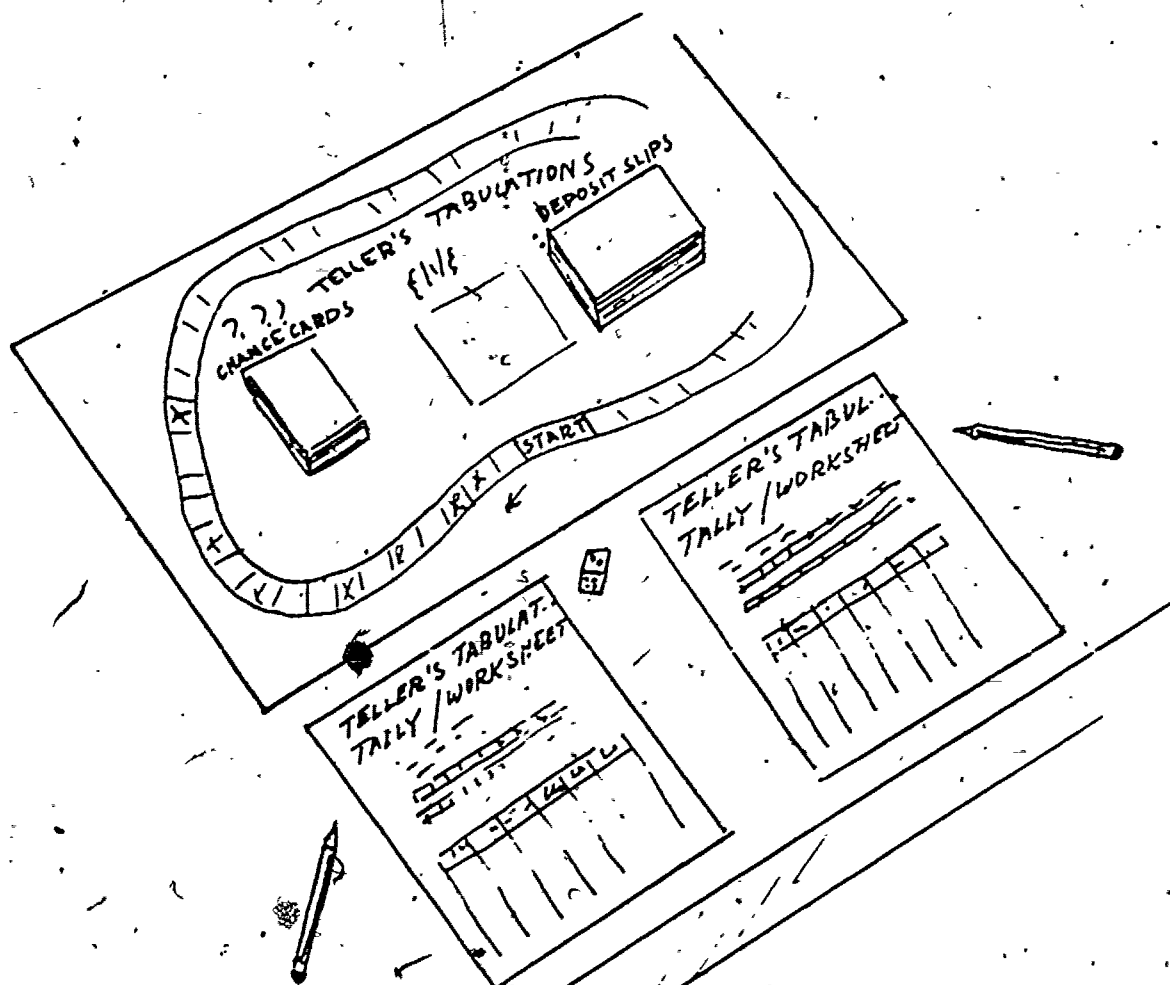 TELLER'S TABULATIONS
DEPOSIT SLIPS
? ? ?
CHANCE CARDS
START
TELLER'S TABUL..
TALLY / WORKSHEET
TELLER'S TABULAT..
TALLY / WORKSHEET